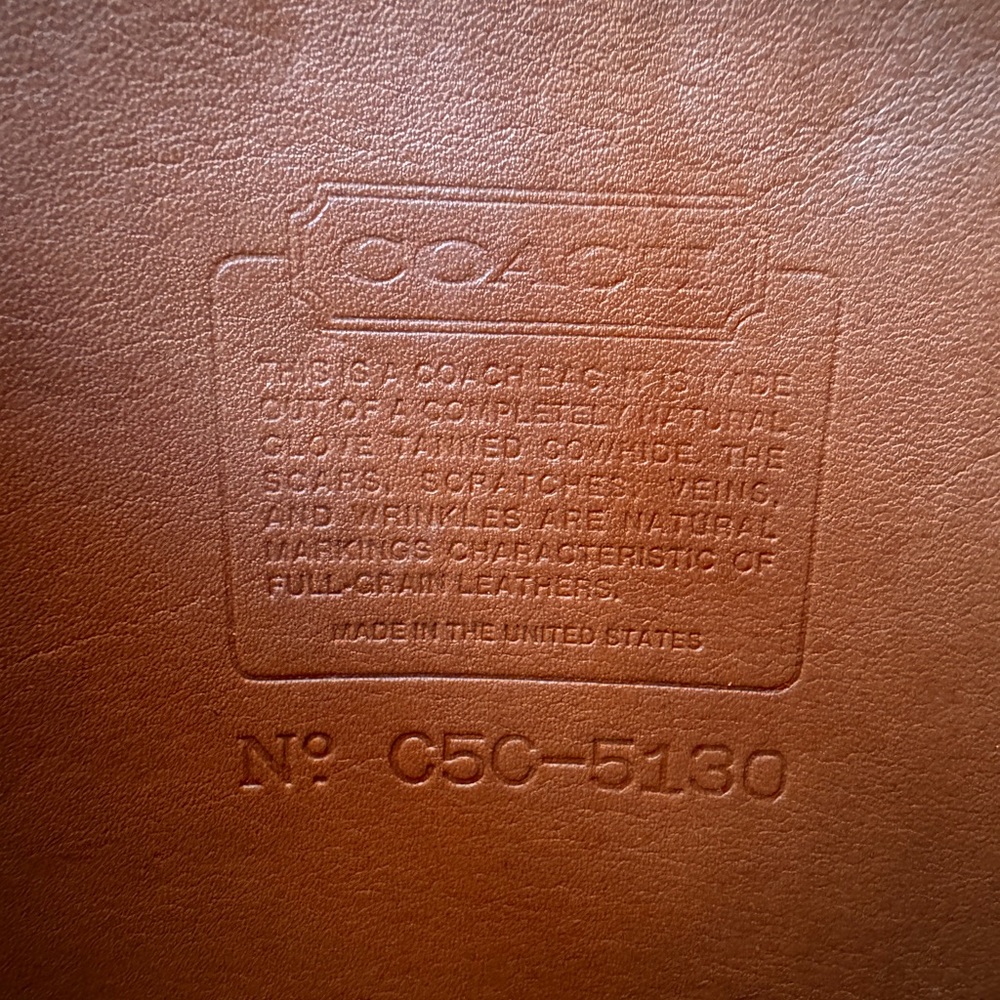 COACH
THIS IS A COACH BAG. IT IS MADE
OUT OF A COMPLETELY NATURAL
GLOVE TANNED COWHIDE. THE
SCARS, SCRATCHES, VEINS,
AND WRINKLES ARE NATURAL
MARKINGS CHARACTERISTIC OF
FULL-GRAIN LEATHERS.
MADE IN THE UNITED STATES
Nº C5C-5130